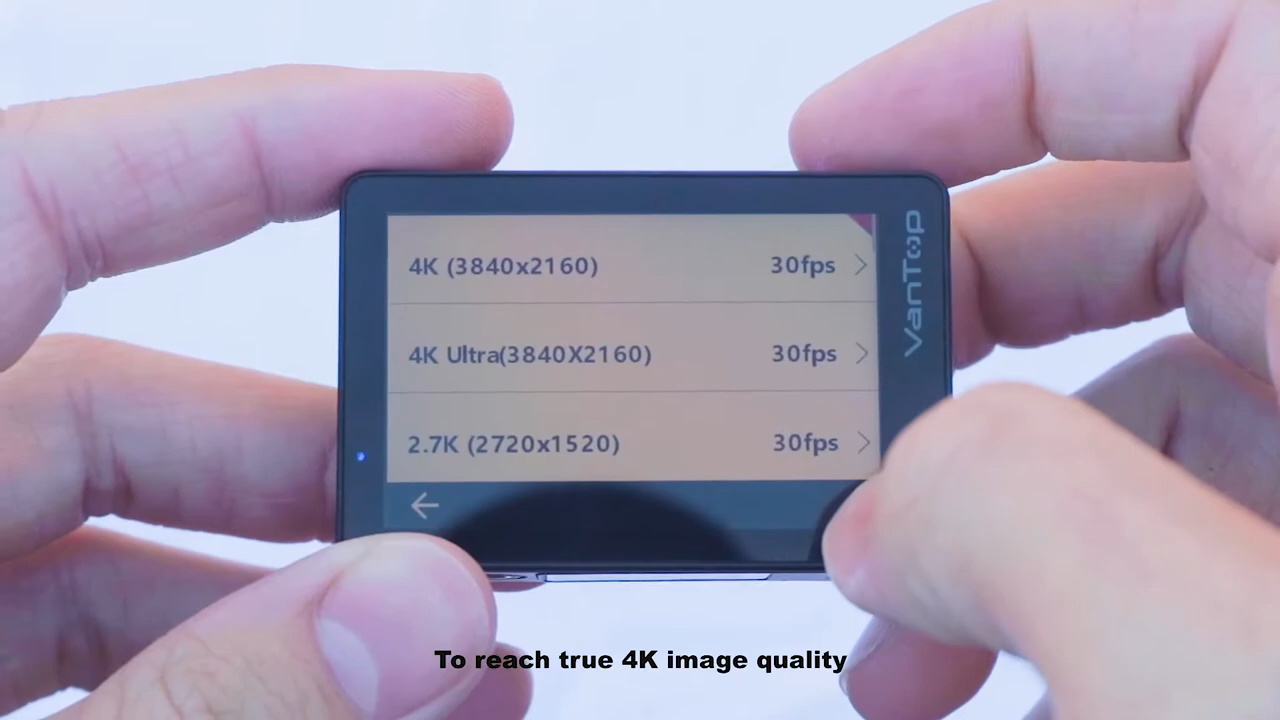 4K (3840x2160) 30fps
4K Ultra(3840X2160) 30fps
2.7K (2720x1520) 30fps
VanTop
To reach true 4K image quality